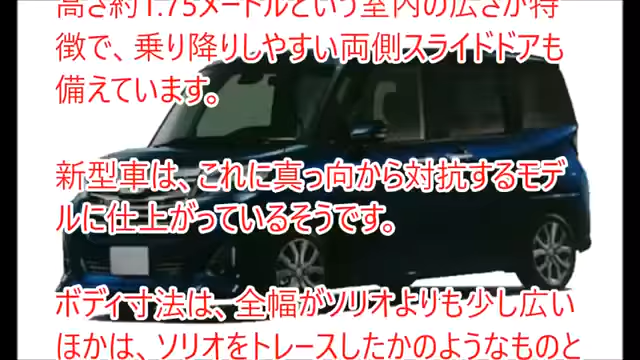 高さ約1.75メートルという室内の広さが特
徴で、乗り降りしやすい両側スライドドアも
備えています。
新型車は、これに真っ向から対抗するモデ
ルに仕上がっているそうです。
ボディ寸法は、全幅がソリオよりも少し広い
ほかは、ソリオをトレースしたかのようなものと